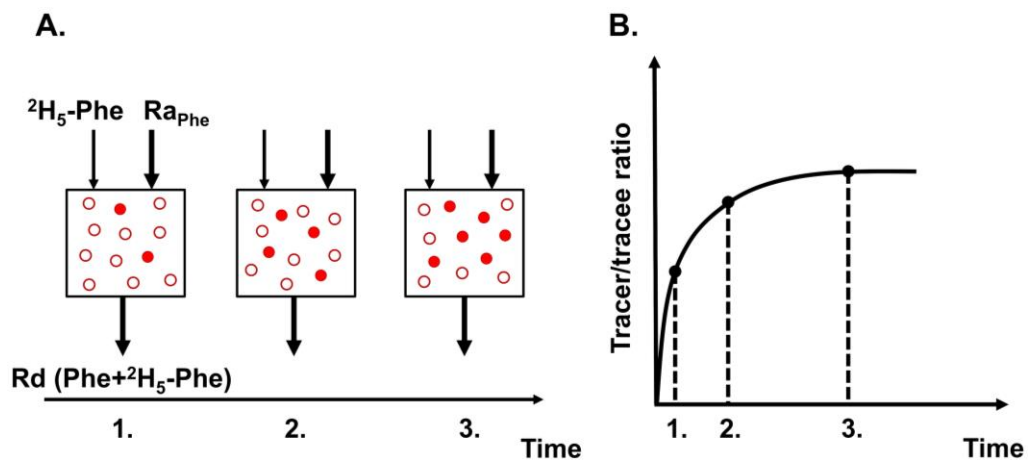 A.
²H₅-Phe Ra_Phe
Rd (Phe+²H₅-Phe)
1. 2. 3.
Time
B.
Tracer/tracee ratio
1. 2. 3.
Time